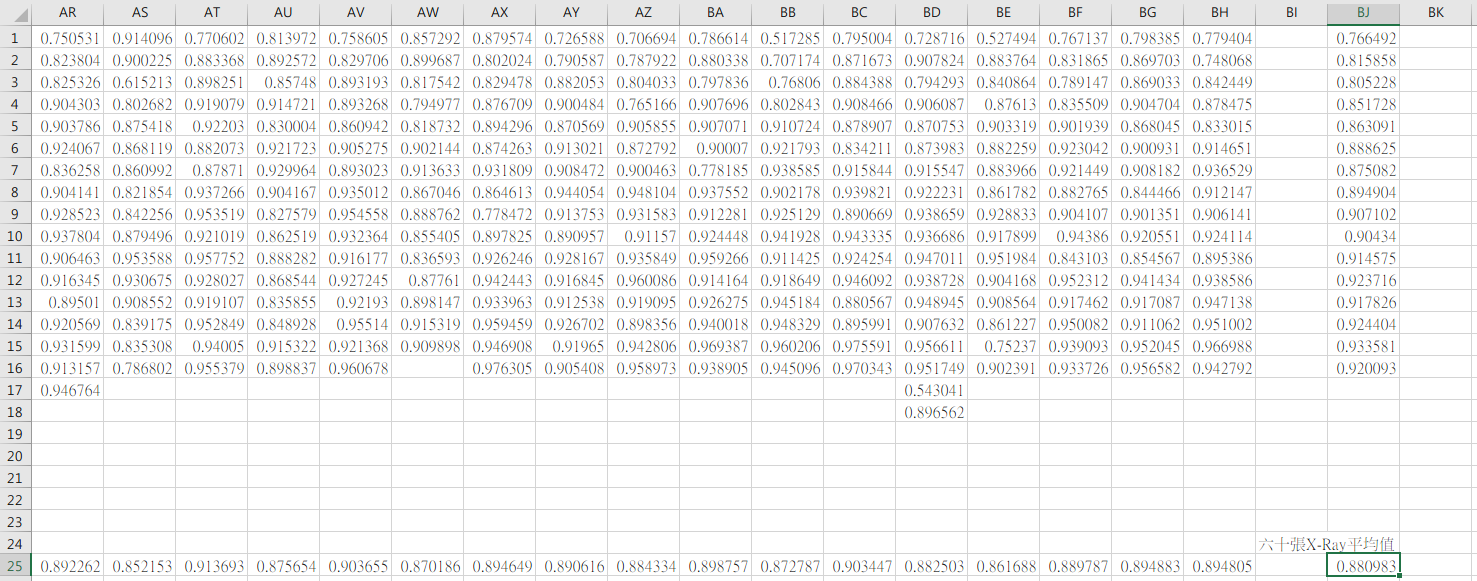 AR AS AT AU AV AW AX AY AZ BA BB BC BD BE BF BG BH BI BJ BK
1 0.750531 0.914096 0.770602 0.813972 0.758605 0.857292 0.879574 0.726588 0.706694 0.786614 0.517285 0.795004 0.728716 0.527494 0.767137 0.798385 0.779404 0.766492
2 0.823804 0.900225 0.883368 0.892572 0.829706 0.899687 0.802024 0.790587 0.787922 0.880338 0.707174 0.871673 0.907824 0.883764 0.831865 0.869703 0.748068 0.815858
3 0.825326 0.615213 0.898251 0.85748 0.893193 0.817542 0.829478 0.882053 0.804033 0.797836 0.76806 0.884388 0.794293 0.840864 0.789147 0.869033 0.842449 0.805228
4 0.904303 0.802682 0.919079 0.914721 0.893268 0.794977 0.876709 0.900484 0.765166 0.907696 0.802843 0.908466 0.906087 0.87613 0.835509 0.904704 0.878475 0.851728
5 0.903786 0.875418 0.92203 0.830004 0.860942 0.818732 0.894296 0.870569 0.905855 0.907071 0.910724 0.878907 0.870753 0.903319 0.901939 0.868045 0.833015 0.863091
6 0.924067 0.868119 0.882073 0.921723 0.905275 0.902144 0.874263 0.913021 0.872792 0.90007 0.921793 0.834211 0.873983 0.882259 0.923042 0.900931 0.914651 0.888625
7 0.836258 0.860992 0.87871 0.929964 0.893023 0.913633 0.931809 0.908472 0.900463 0.778185 0.938585 0.915844 0.915547 0.883966 0.921449 0.908182 0.936529 0.875082
8 0.904141 0.821854 0.937266 0.904167 0.935012 0.867046 0.864613 0.944054 0.948104 0.937552 0.902178 0.939821 0.922231 0.861782 0.882765 0.844466 0.912147 0.894904
9 0.928523 0.842256 0.953519 0.827579 0.954558 0.888762 0.778472 0.913753 0.931583 0.912281 0.925129 0.890669 0.938659 0.928833 0.904107 0.901351 0.906141 0.907102
10 0.937804 0.879496 0.921019 0.862519 0.932364 0.855405 0.897825 0.890957 0.91157 0.924448 0.941928 0.943335 0.936686 0.917899 0.94386 0.920551 0.924114 0.90434
11 0.906463 0.953588 0.957752 0.888282 0.916177 0.836593 0.926246 0.928167 0.935849 0.959266 0.911425 0.924254 0.947011 0.951984 0.843103 0.854567 0.895386 0.914575
12 0.916345 0.930675 0.928027 0.868544 0.927245 0.87761 0.942443 0.916845 0.960086 0.914164 0.918649 0.946092 0.938728 0.904168 0.952312 0.941434 0.938586 0.923716
13 0.89501 0.908552 0.919107 0.835855 0.92193 0.898147 0.933963 0.912538 0.919095 0.926275 0.945184 0.880567 0.948945 0.908564 0.917462 0.917087 0.947138 0.917826
14 0.920569 0.839175 0.952849 0.848928 0.95514 0.915319 0.959459 0.926702 0.898356 0.940018 0.948329 0.895991 0.907632 0.861227 0.950082 0.911062 0.951002 0.924404
15 0.931599 0.835308 0.94005 0.915322 0.921368 0.909898 0.946908 0.91965 0.942806 0.969387 0.960206 0.975591 0.956611 0.75237 0.939093 0.952045 0.966988 0.933581
16 0.913157 0.786802 0.955379 0.898837 0.960678 0.976305 0.905408 0.958973 0.938905 0.945096 0.970343 0.951749 0.902391 0.933726 0.956582 0.942792 0.920093
17 0.946764 0.543041
18 0.896562
19
20
21
22
23
24 六十張X-Ray平均值
25 0.892262 0.852153 0.913693 0.875654 0.903655 0.870186 0.894649 0.890616 0.884334 0.898757 0.872787 0.903447 0.882503 0.861688 0.889787 0.894883 0.894805 0.880983